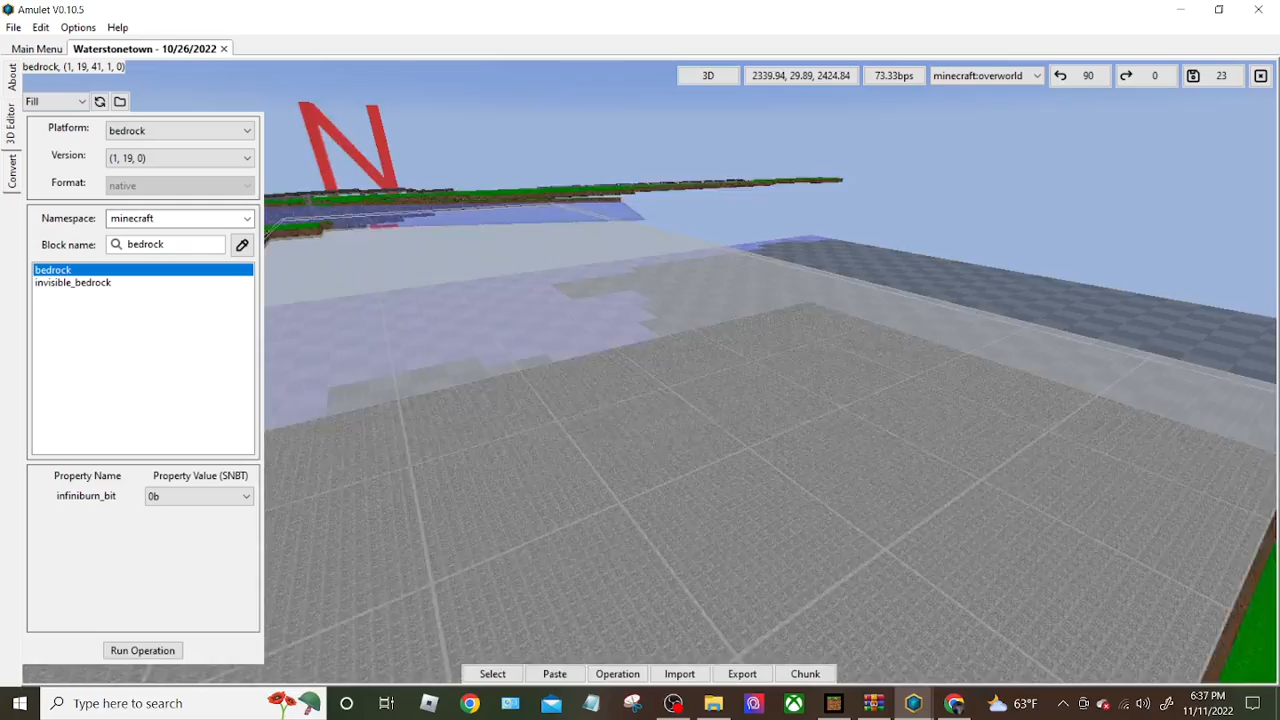 Amulet V0.10.5
File Edit Options Help
Main Menu Waterstonetown - 10/26/2022
bedrock, (1, 19, 41, 1, 0)
3D 2339.94, 29.89, 2424.84 73.33bps minecraft:overworld 90 0 23
About
3D Editor
Convert
Fill
Platform: bedrock
Version: (1, 19, 0)
Format: native
Namespace: minecraft
Block name: bedrock
bedrock
invisible_bedrock
Property Name Property Value (SNBT)
infiniburn_bit 0b
Run Operation
N
Select Paste Operation Import Export Chunk
Type here to search
63°F
6:37 PM
11/11/2022